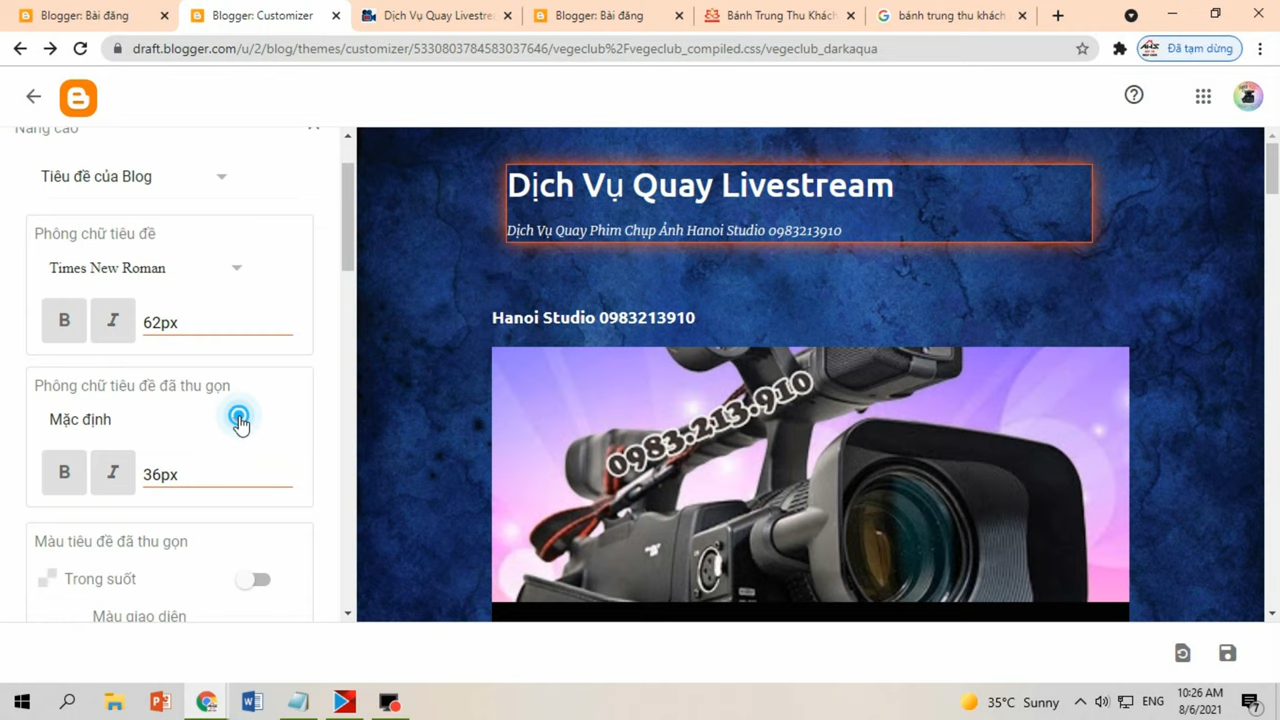 Blogger: Bài đăng
Blogger: Customizer
Dịch Vụ Quay Livestre
Blogger: Bài đăng
Bánh Trung Thu Khách
bánh trung thu khách
draft.blogger.com/u/2/blog/themes/customizer/5330803784583037646/vegeclub%2Fvegeclub_compiled.css/vegeclub_darkaqua
Đã tạm dừng
Nâng cao
Tiêu đề của Blog
Phông chữ tiêu đề
Times New Roman
B I 62px
Phông chữ tiêu đề đã thu gọn
Mặc định
B I 36px
Màu tiêu đề đã thu gọn
Trong suốt
Màu giao diện
Dịch Vụ Quay Livestream
Dịch Vụ Quay Phim Chụp Ảnh Hanoi Studio 0983213910
Hanoi Studio 0983213910
0983.213.910
35°C Sunny
ENG
10:26 AM
8/6/2021
7